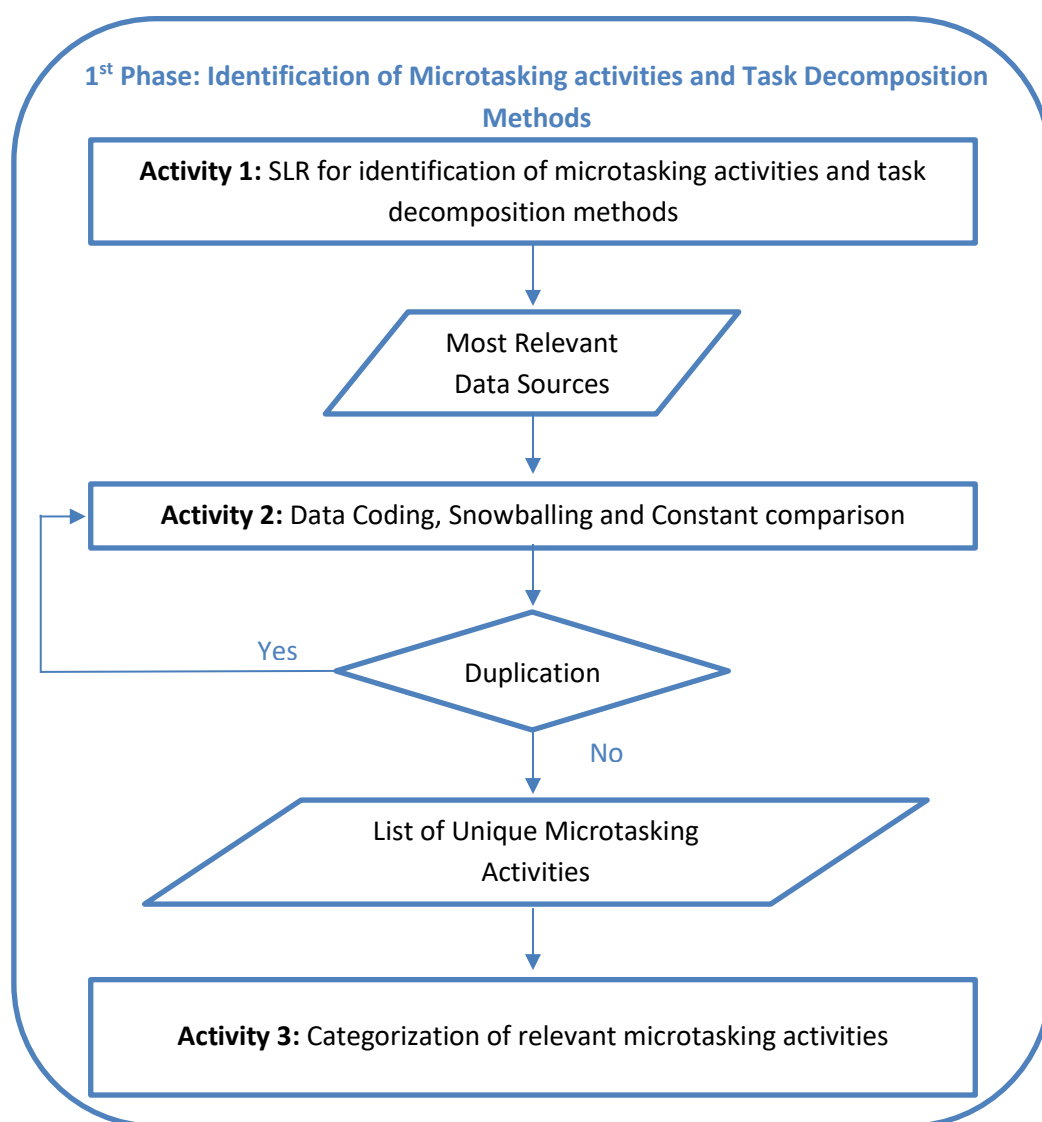 1st Phase: Identification of Microtasking activities and Task Decomposition
Methods
Activity 1: SLR for identification of microtasking activities and task
decomposition methods
Most Relevant
Data Sources
Activity 2: Data Coding, Snowballing and Constant comparison
Yes
Duplication
No
List of Unique Microtasking
Activities
Activity 3: Categorization of relevant microtasking activities